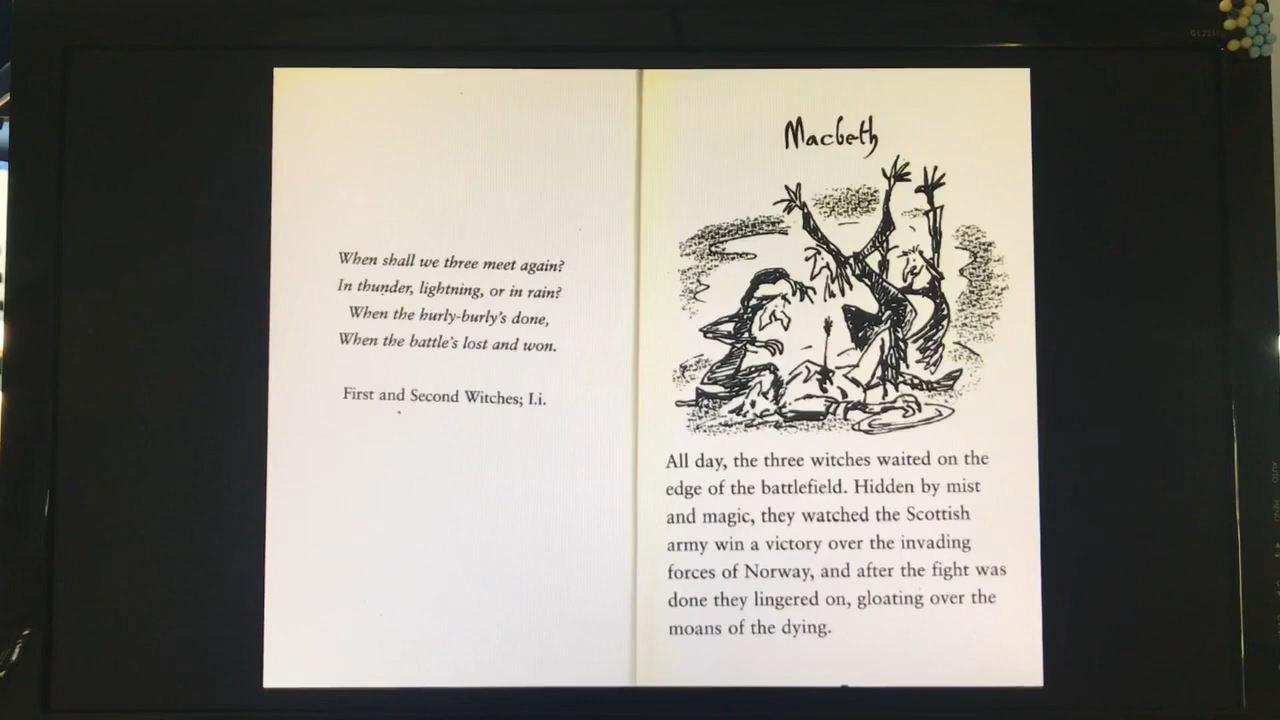 When shall we three meet again?
In thunder, lightning, or in rain?
When the hurly-burly's done,
When the battle's lost and won.
First and Second Witches; I.i.
Macbeth
All day, the three witches waited on the
edge of the battlefield. Hidden by mist
and magic, they watched the Scottish
army win a victory over the invading
forces of Norway, and after the fight was
done they lingered on, gloating over the
moans of the dying.